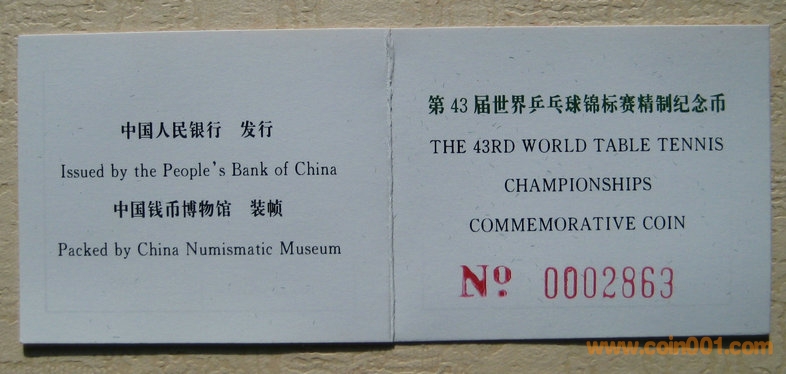 中国人民银行 发行
Issued by the People's Bank of China
中国钱币博物馆 装帧
Packed by China Numismatic Museum
第43届世界乒乓球锦标赛精制纪念币
THE 43RD WORLD TABLE TENNIS
CHAMPIONSHIPS
COMMEMORATIVE COIN
Nº 0002863
www.coin001.com